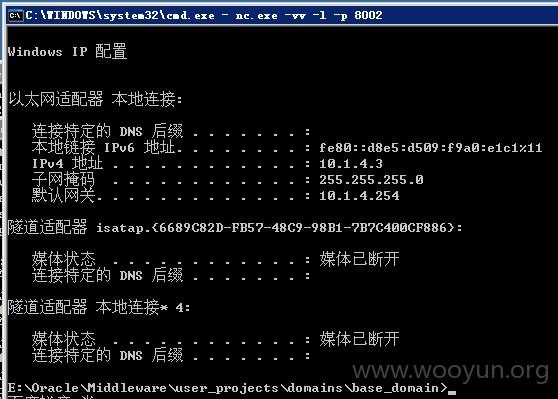 C:\WINDOWS\system32\cmd.exe - nc.exe -vv -l -p 8002
Windows IP 配置
以太网适配器 本地连接:
连接特定的 DNS 后缀 . . . . . . . :
本地链接 IPv6 地址. . . . . . . . : fe80::d8e5:d509:f9a0:e1c1%11
IPv4 地址 . . . . . . . . . . . . : 10.1.4.3
子网掩码 . . . . . . . . . . . . : 255.255.255.0
默认网关. . . . . . . . . . . . . : 10.1.4.254
隧道适配器 isatap.{6689C82D-FB57-48C9-98B1-7B7C400CF886}:
媒体状态 . . . . . . . . . . . . : 媒体已断开
连接特定的 DNS 后缀 . . . . . . . :
隧道适配器 本地连接* 4:
媒体状态 . . . . . . . . . . . . : 媒体已断开
连接特定的 DNS 后缀 . . . . . . . :
www.wooyun.org
E:\Oracle\Middleware\user_projects\domains\base_domain>